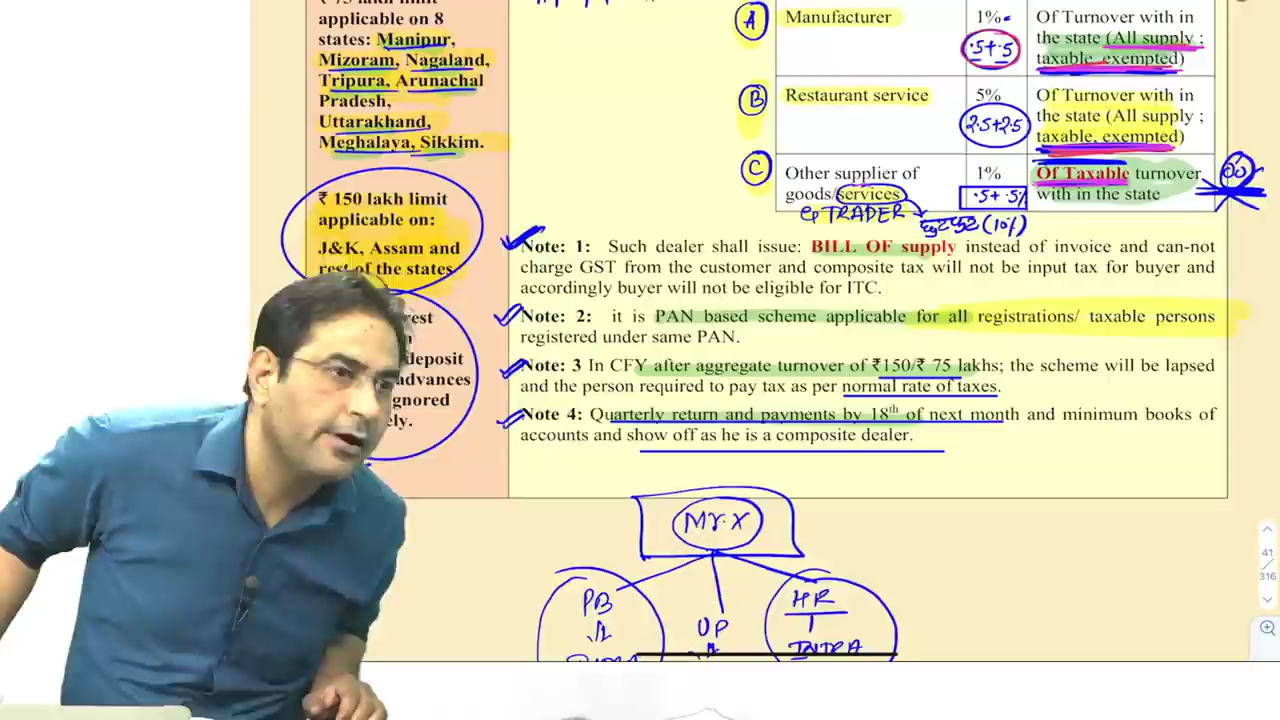 ₹ 75 lakh limit
applicable on 8
states: Manipur,
Mizoram, Nagaland,
Tripura, Arunachal
Pradesh,
Uttarakhand,
Meghalaya, Sikkim.
₹ 150 lakh limit
applicable on:
J&K, Assam and
rest of the states
deposit
advances
A
Manufacturer
1%
.5+.5
Of Turnover with in
the state (All supply ;
taxable, exempted)
B
Restaurant service
5%
2.5+2.5
Of Turnover with in
the state (All supply ;
taxable, exempted)
C
Other supplier of
goods/services
1%
.5+.5%
Of Taxable turnover
with in the state
eg TRADER
(10%)
Note: 1: Such dealer shall issue: BILL OF supply instead of invoice and can-not
charge GST from the customer and composite tax will not be input tax for buyer and
accordingly buyer will not be eligible for ITC.
Note: 2: it is PAN based scheme applicable for all registrations/ taxable persons
registered under same PAN.
Note: 3 In CFY after aggregate turnover of ₹150/₹ 75 lakhs; the scheme will be lapsed
and the person required to pay tax as per normal rate of taxes.
Note 4: Quarterly return and payments by 18th of next month and minimum books of
accounts and show off as he is a composite dealer.
Mr. X
PB
UP
HR
INTRA
41
/
316